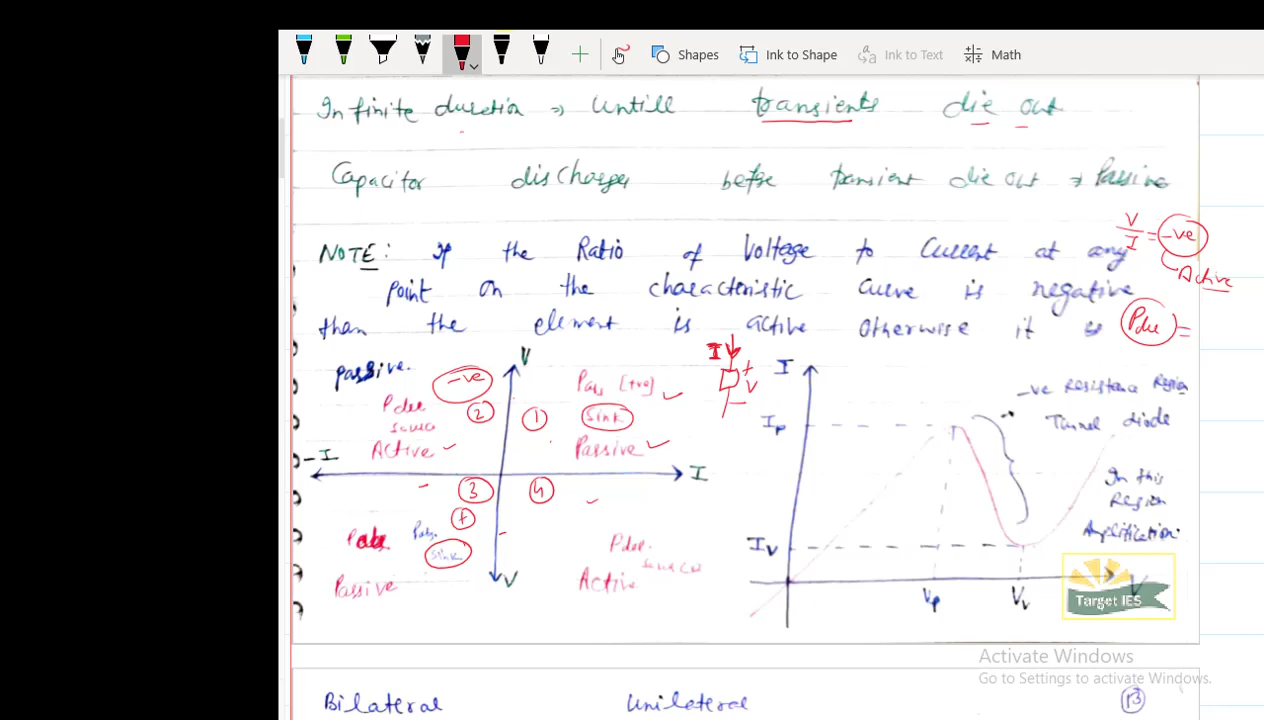 Shapes Ink to Shape Ink to Text Math
Infinite duration ⇒ Untill transients die out
Capacitor discharges before transient die out ⇒ Passive
NOTE: If the Ratio of Voltage to Current at any
point on the characteristic curve is negative
then the element is active otherwise it is
passive.
V/I = -ve
Active
Pdel =
-ve
Pdel
source
Active
2
V
1
Pabs [+ve]
Sink
Passive
-I
I
3
4
+
Pabs
Pabs
Sink
Passive
V
Pdel.
source
Active
I
+
V
-
I
Ip
Iv
Vp
Vv
V
-ve Resistance Region
Tunnel diode
In this
Region
Amplification
Target IES
Activate Windows
Go to Settings to activate Windows.
Bilateral Unilateral
13